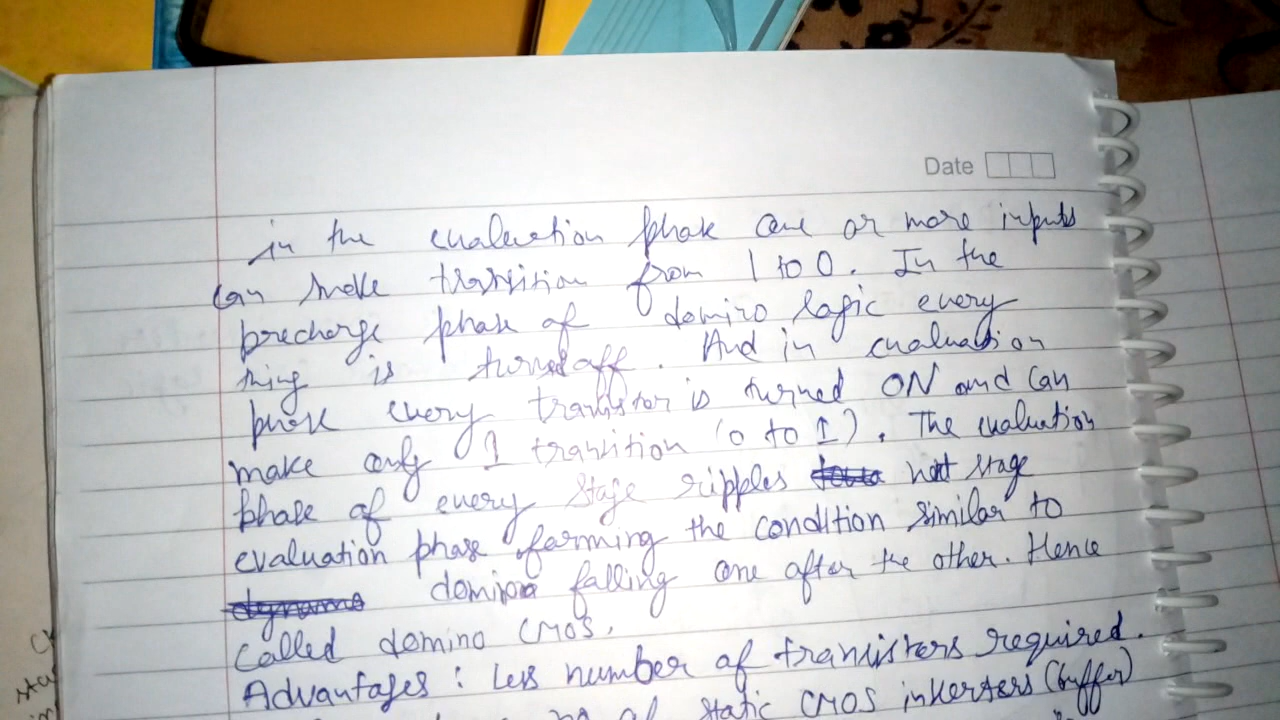 Date
in the evaluation phase one or more inputs
can make transition from 1 to 0. In the
precharge phase of domino logic every
thing is turned off. And in evaluation
phase every transistor is turned ON and can
make only 1 transition (0 to 1). The evaluation
phase of every stage ripples next stage
evaluation phase forming the condition similar to
domino falling one after the other. Hence
called domino CMOS.
Advantages : Less number of transistors required.
of static CMOS inverters (buffer)